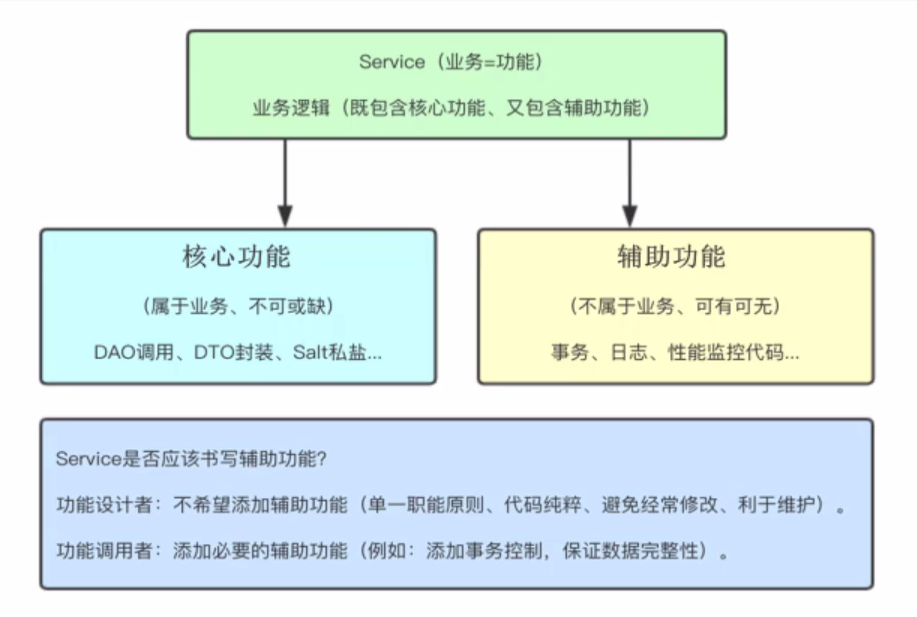 Service（业务=功能）
业务逻辑（既包含核心功能、又包含辅助功能）
核心功能
（属于业务、不可或缺）
DAO调用、DTO封装、Salt私盐...
辅助功能
（不属于业务、可有可无）
事务、日志、性能监控代码...
Service是否应该书写辅助功能？
功能设计者：不希望添加辅助功能（单一职能原则、代码纯粹、避免经常修改、利于维护）。
功能调用者：添加必要的辅助功能（例如：添加事务控制，保证数据完整性）。